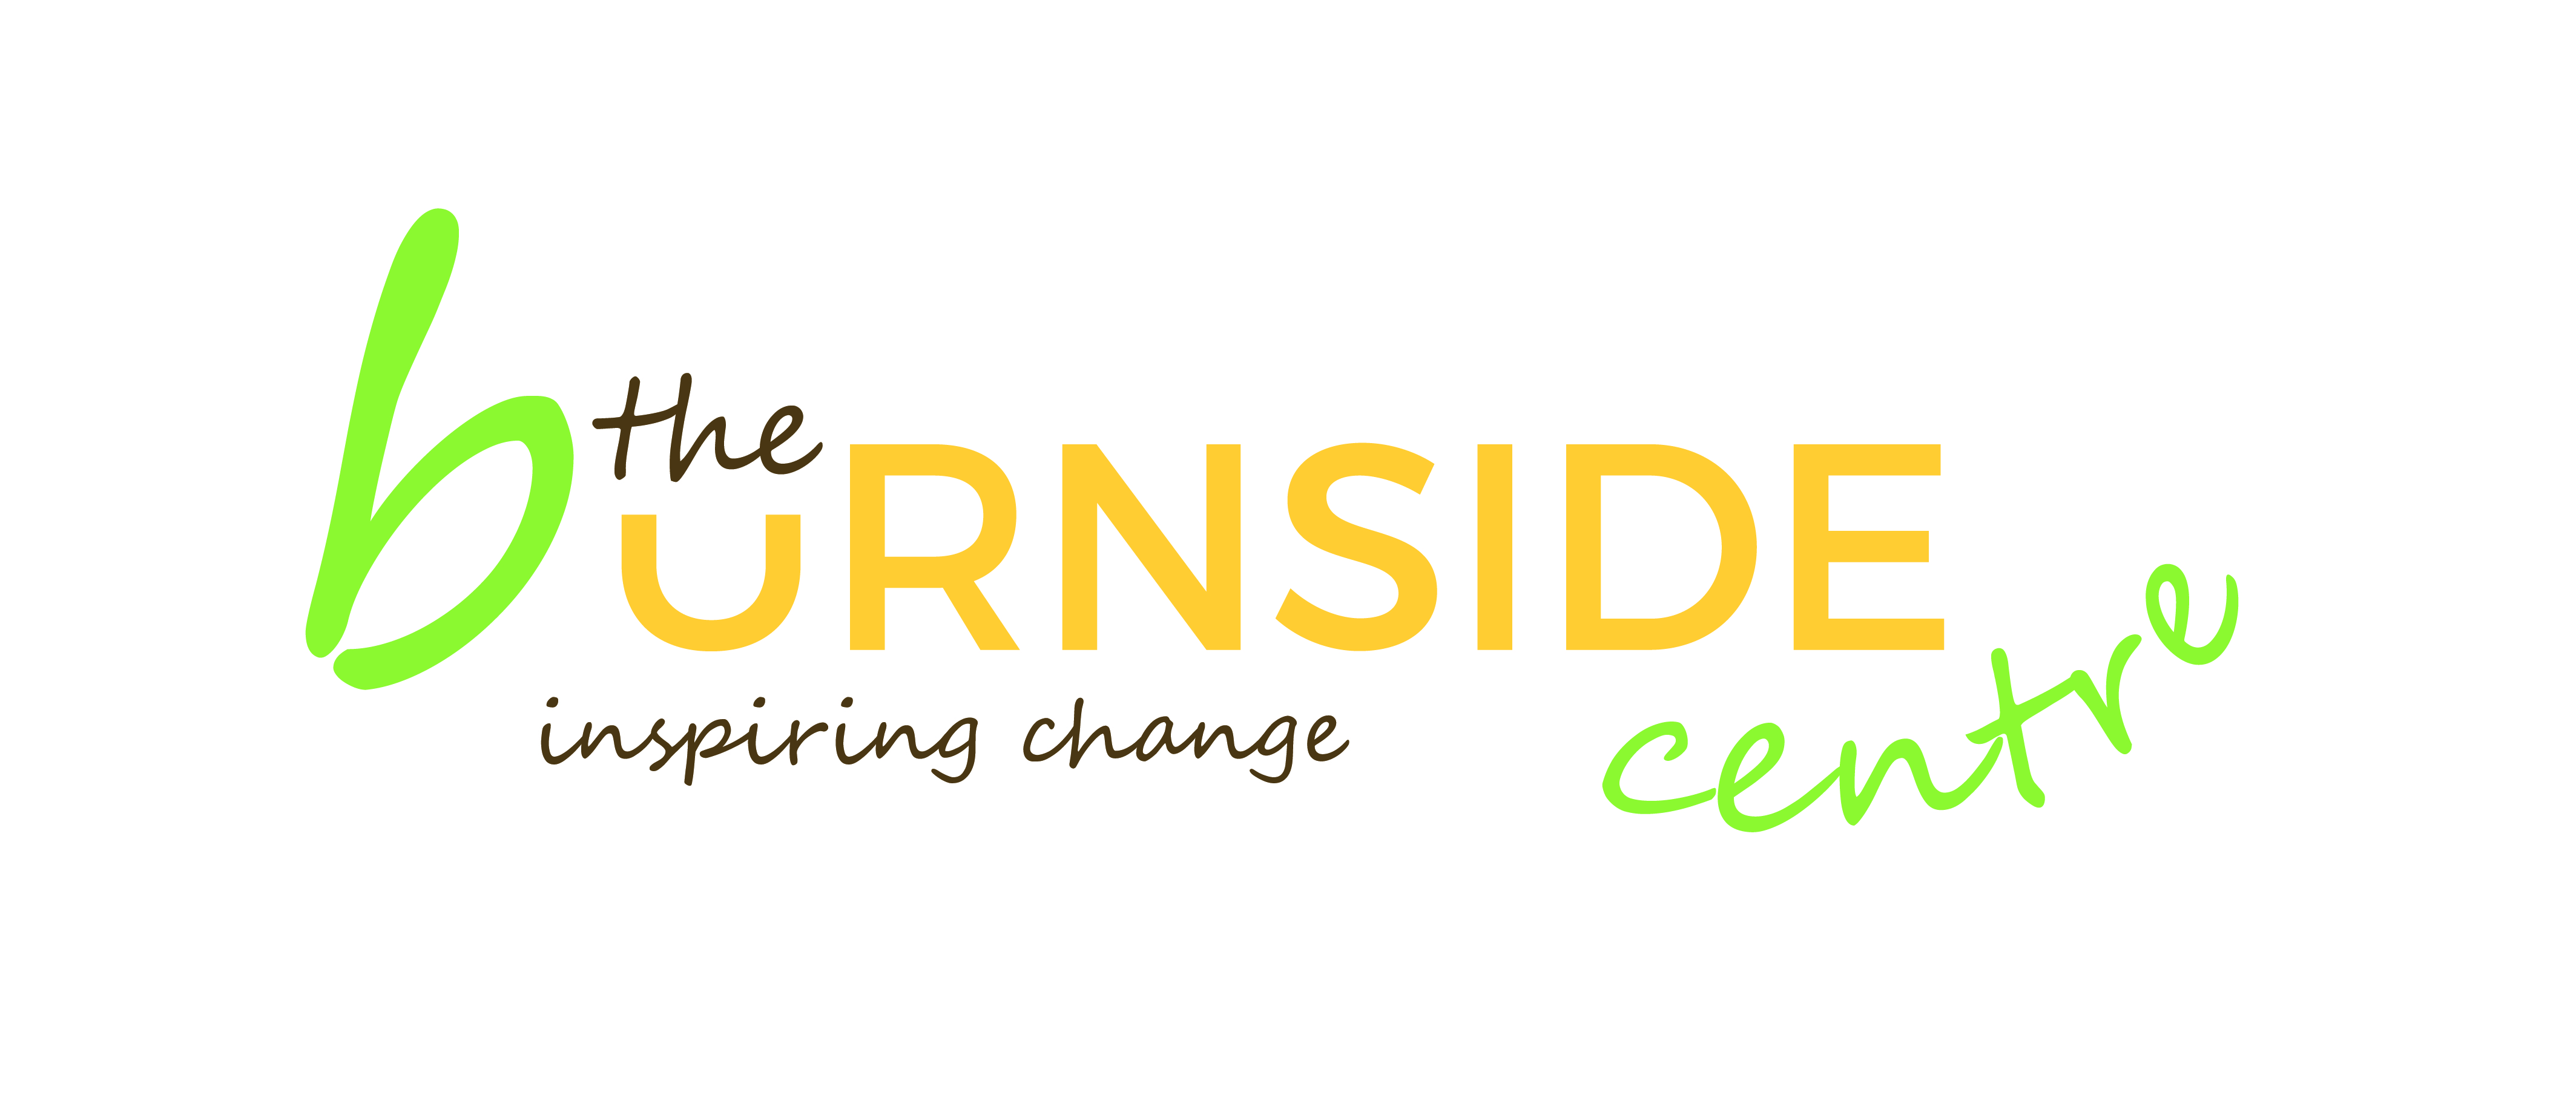 the
bURNSIDE
centre
inspiring change